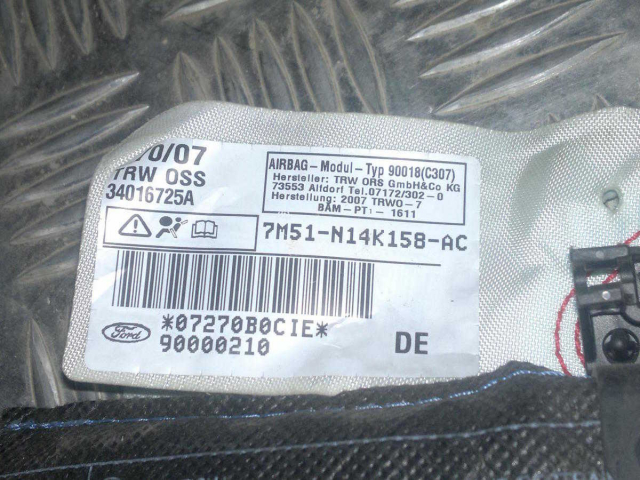 0/07
TRW OSS
34016725A
AIRBAG-Modul-Typ 90018(C307)
Hersteller: TRW ORS GmbH&Co KG
73553 Alfdorf Tel.07172/302-0
Herstellung: 2007 TRWO-7
BAM-PT1-1611
7M51-N14K158-AC
*07270B0CIE*
Ford
90000210
DE